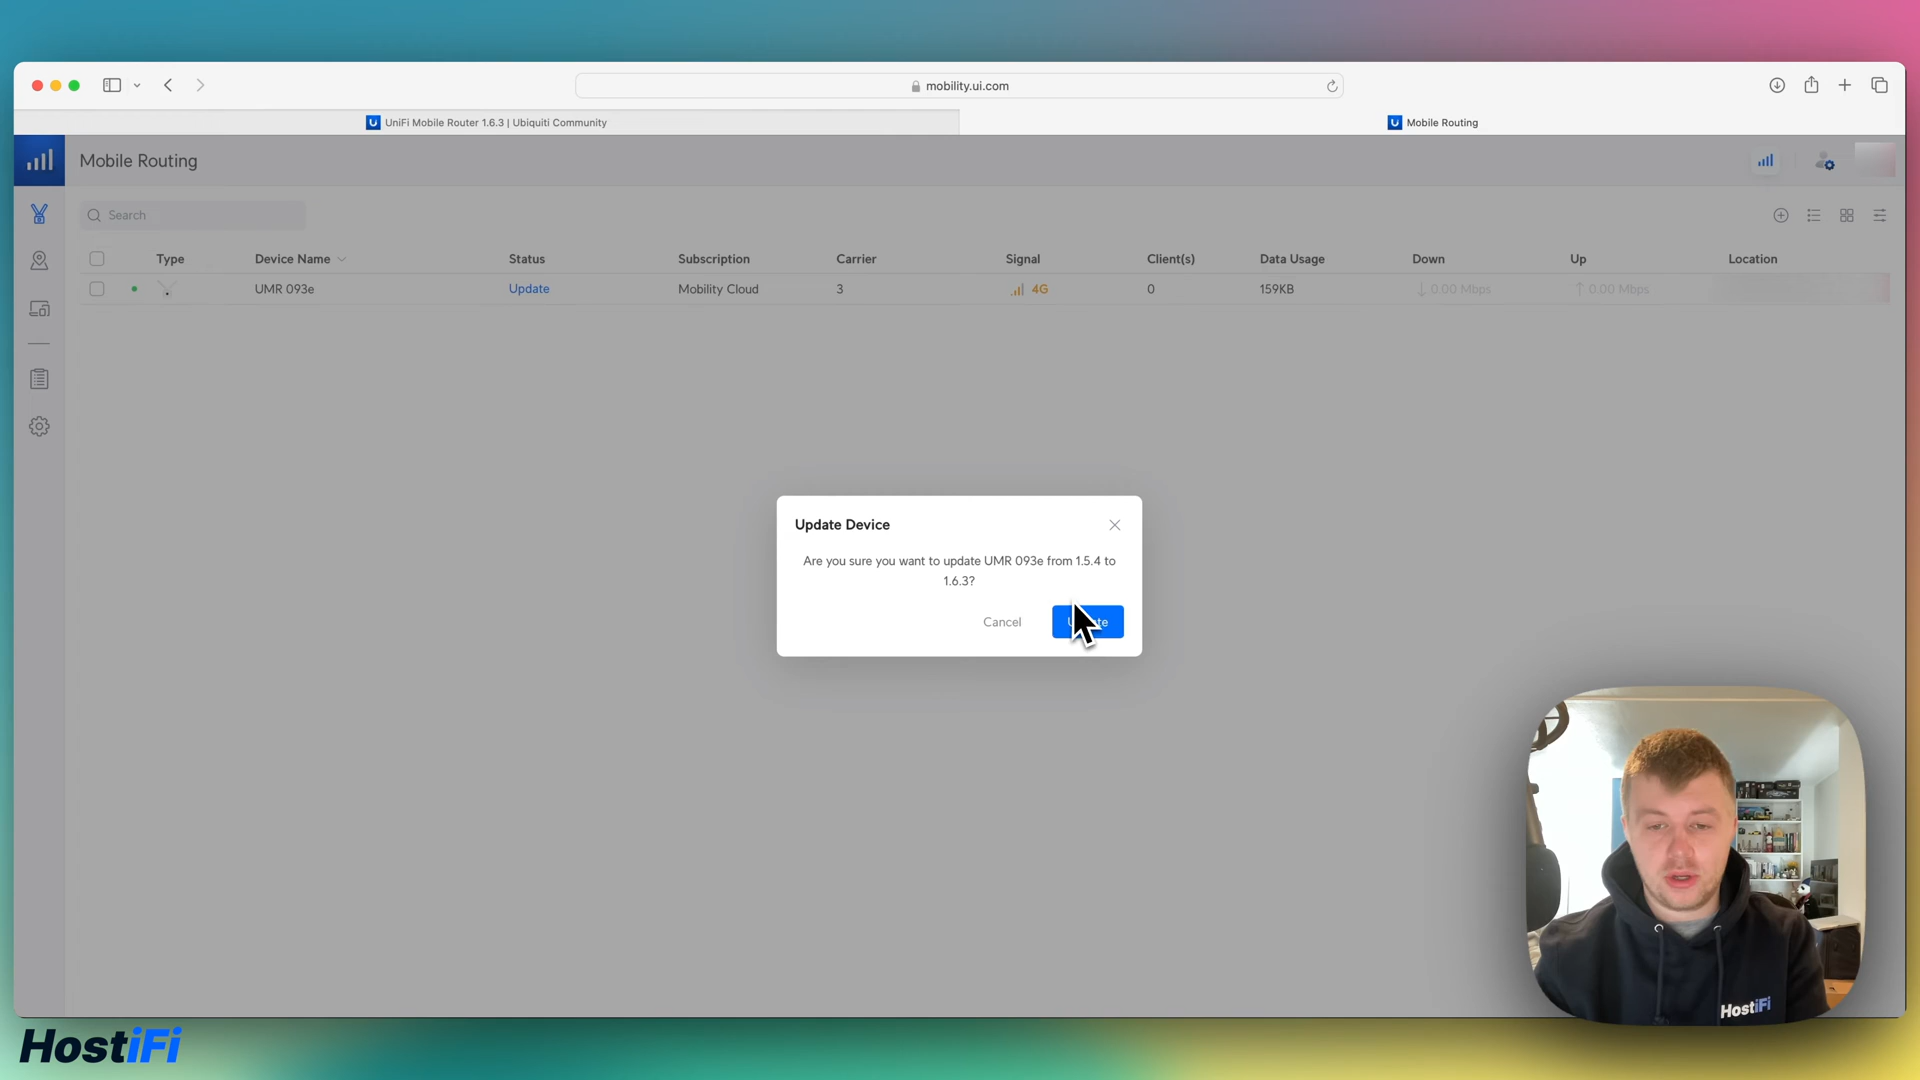 mobility.ui.com
UniFi Mobile Router 1.6.3 | Ubiquiti Community
Mobile Routing
Mobile Routing
Search
Type Device Name Status Subscription Carrier Signal Client(s) Data Usage Down Up Location
UMR 093e Update Mobility Cloud 3 4G 0 159KB ↓ 0.00 Mbps ↑ 0.00 Mbps
Update Device
Are you sure you want to update UMR 093e from 1.5.4 to
1.6.3?
Cancel
HostiFi
HostiFi